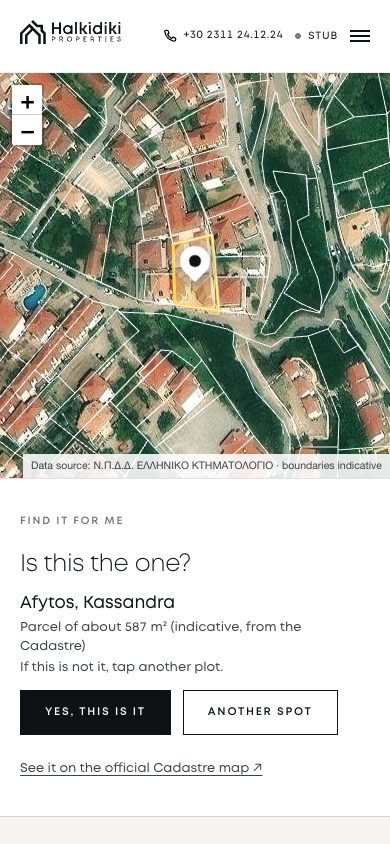 Halkidiki
PROPERTIES
+30 2311 24.12.24
STUB
+
−
Data source: Ν.Π.Δ.Δ. ΕΛΛΗΝΙΚΟ ΚΤΗΜΑΤΟΛΟΓΙΟ · boundaries indicative
FIND IT FOR ME
Is this the one?
Afytos, Kassandra
Parcel of about 587 m² (indicative, from the
Cadastre)
If this is not it, tap another plot.
YES, THIS IS IT
ANOTHER SPOT
See it on the official Cadastre map ↗